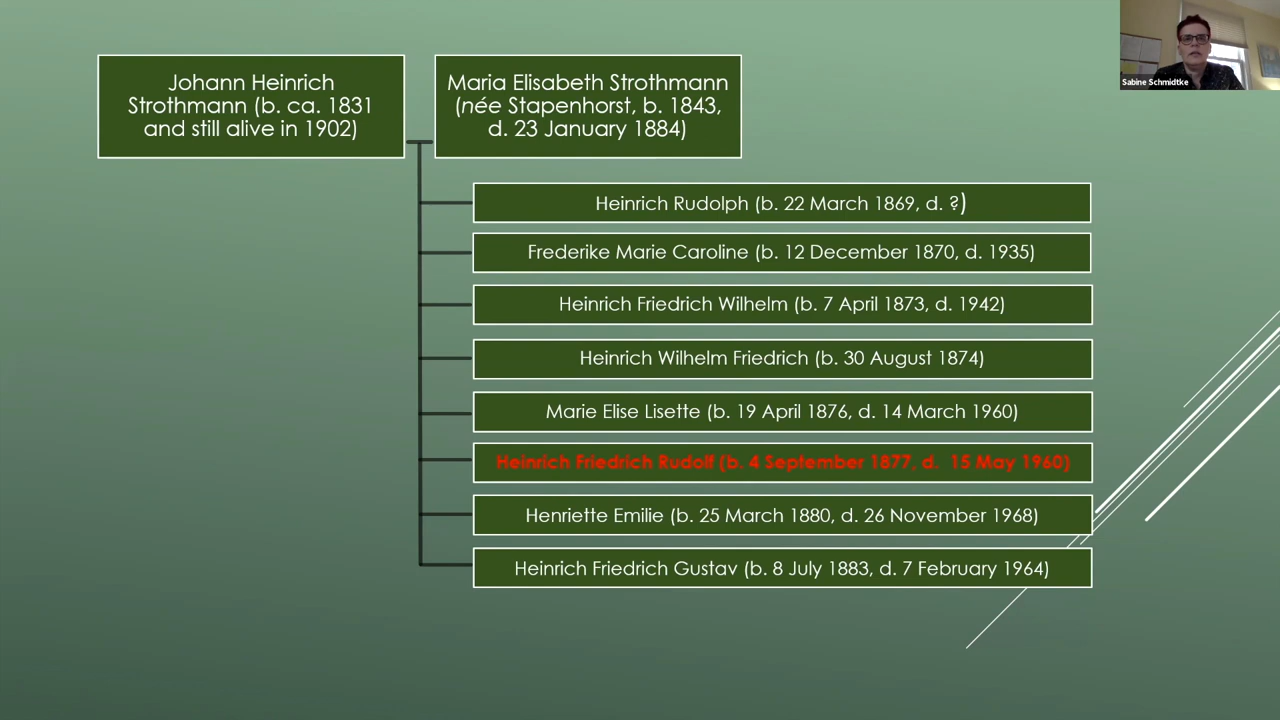 Sabine Schmidtke
Johann Heinrich
Strothmann (b. ca. 1831
and still alive in 1902)
Maria Elisabeth Strothmann
(née Stapenhorst, b. 1843,
d. 23 January 1884)
Heinrich Rudolph (b. 22 March 1869, d. ?)
Frederike Marie Caroline (b. 12 December 1870, d. 1935)
Heinrich Friedrich Wilhelm (b. 7 April 1873, d. 1942)
Heinrich Wilhelm Friedrich (b. 30 August 1874)
Marie Elise Lisette (b. 19 April 1876, d. 14 March 1960)
Heinrich Friedrich Rudolf (b. 4 September 1877, d. 15 May 1960)
Henriette Emilie (b. 25 March 1880, d. 26 November 1968)
Heinrich Friedrich Gustav (b. 8 July 1883, d. 7 February 1964)